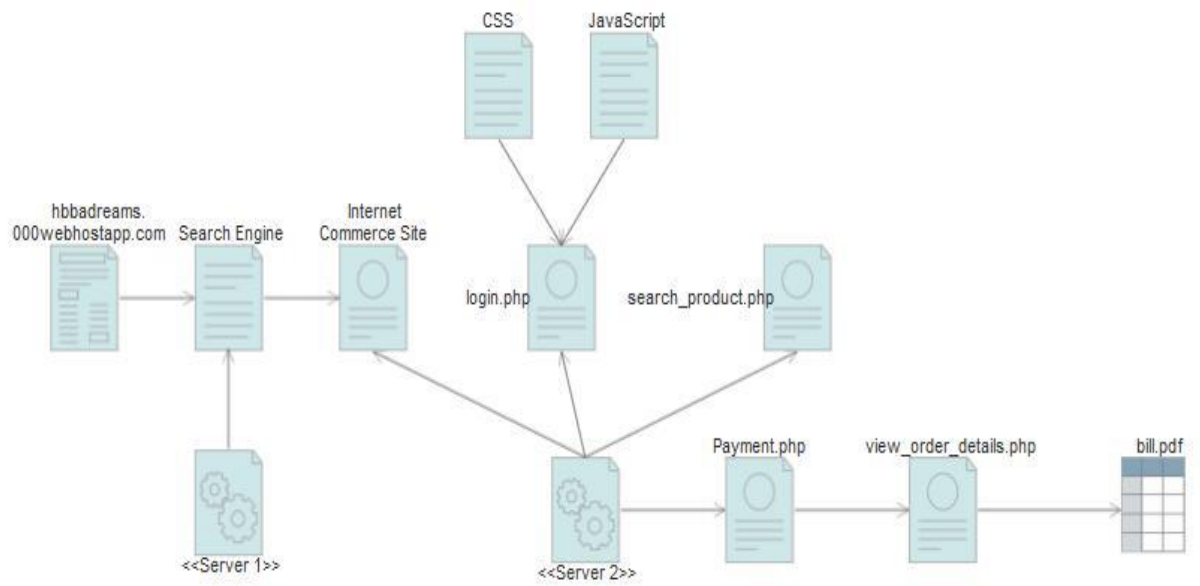 CSS
JavaScript
hbbadreams.
000webhostapp.com
Search Engine
Internet
Commerce Site
login.php
search_product.php
Payment.php
view_order_details.php
bill.pdf
<<Server 1>>
<<Server 2>>